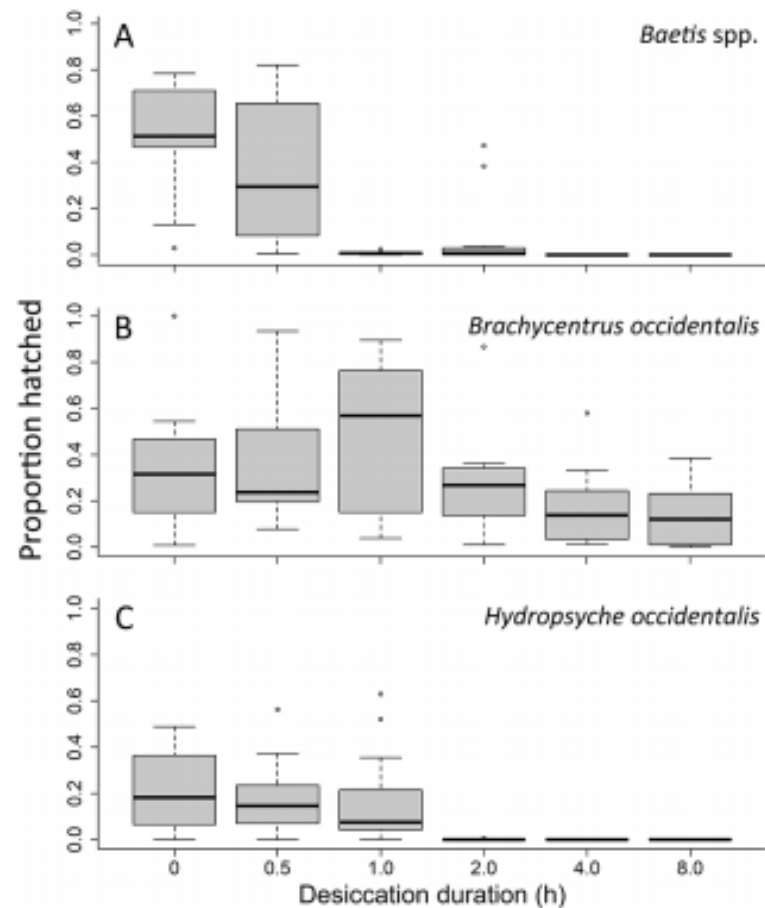 A
Baetis spp.
1.0
0.8
0.6
0.4
0.2
0.0
B
Brachycentrus occidentalis
1.0
0.8
0.6
0.4
0.2
0.0
Proportion hatched
C
Hydropsyche occidentalis
1.0
0.8
0.6
0.4
0.2
0.0
0 0.5 1.0 2.0 4.0 8.0
Desiccation duration (h)